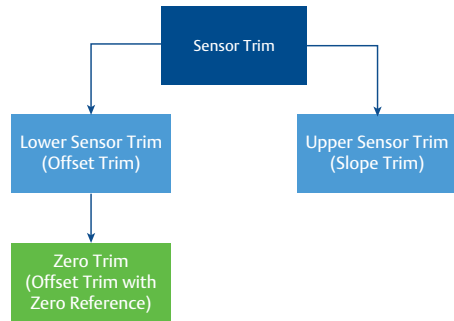 Sensor Trim
Lower Sensor Trim
(Offset Trim)
Upper Sensor Trim
(Slope Trim)
Zero Trim
(Offset Trim with
Zero Reference)